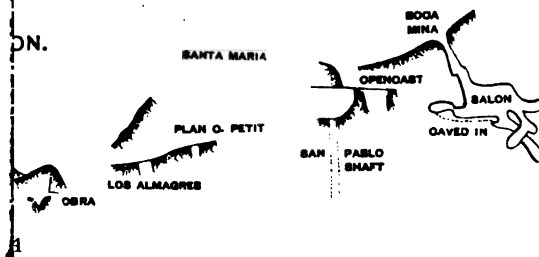 BOCA
MINA
ON.
SANTA MARIA
OPENCAST
SALON
PLAN O. PETIT
CAVED IN
SAN PABLO
SHAFT
LOS ALMAGRES
OBRA